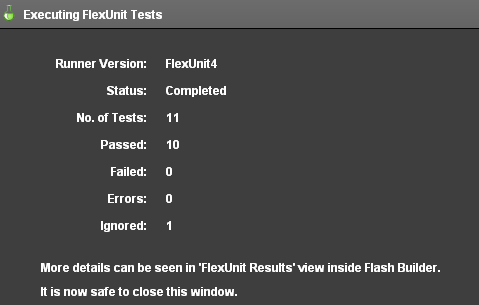 Executing FlexUnit Tests
Runner Version: FlexUnit4
Status: Completed
No. of Tests: 11
Passed: 10
Failed: 0
Errors: 0
Ignored: 1
More details can be seen in 'FlexUnit Results' view inside Flash Builder.
It is now safe to close this window.